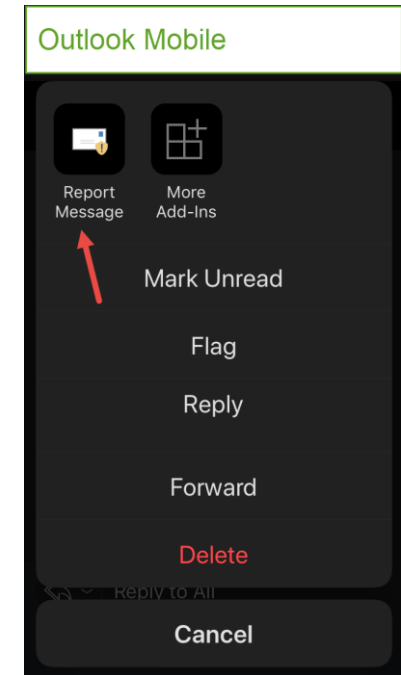 Outlook Mobile
Report More
Message Add-Ins
Mark Unread
Flag
Reply
Forward
Delete
Reply to All
Cancel